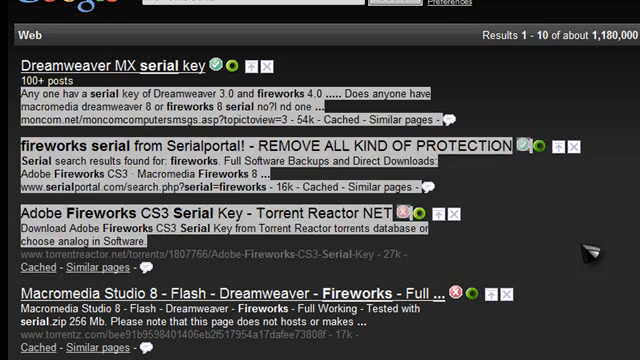 Google
Preferences
Web
Results 1 - 10 of about 1,180,000
Dreamweaver MX serial key
100+ posts
Any one hav a serial key of Dreamweaver 3.0 and fireworks 4.0 ..... Does anyone have
macromedia dreamweaver 8 or fireworks 8 serial no?I nd one ...
moncom.net/moncomputersmsgs.asp?topictoview=3 - 54k - Cached - Similar pages -
fireworks serial from Serialportal! - REMOVE ALL KIND OF PROTECTION
Serial search results found for: fireworks. Full Software Backups and Direct Downloads:
Adobe Fireworks CS3 · Macromedia Fireworks 8 ...
www.serialportal.com/search.php?serial=fireworks - 16k - Cached - Similar pages -
Adobe Fireworks CS3 Serial Key - Torrent Reactor NET
Download Adobe Fireworks CS3 Serial Key from Torrent Reactor torrents database or
choose analog in Software.
www.torrentreactor.net/torrents/1807766/Adobe-Fireworks-CS3-Serial-Key - 27k -
Cached - Similar pages -
Macromedia Studio 8 - Flash - Dreamweaver - Fireworks - Full ...
Macromedia Studio 8 - Flash - Dreamweaver - Fireworks - Full Working - Tested with
serial.zip 256 Mb. Please note that this page does not hosts or makes ...
www.torrentz.com/bee91b9598401406eb2f517954a17dafee73808f - 17k -
Cached - Similar pages -